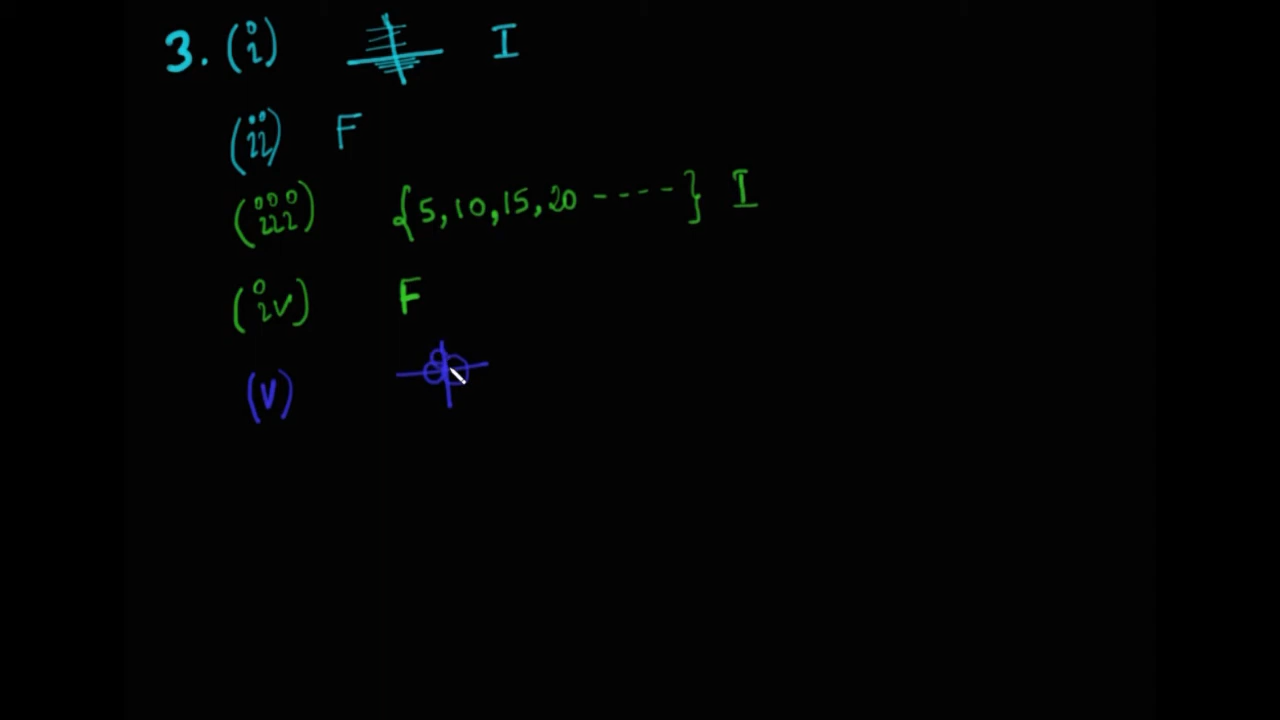 3. (i) I
(ii) F
(iii) {5, 10, 15, 20 ----} I
(iv) F
(v)